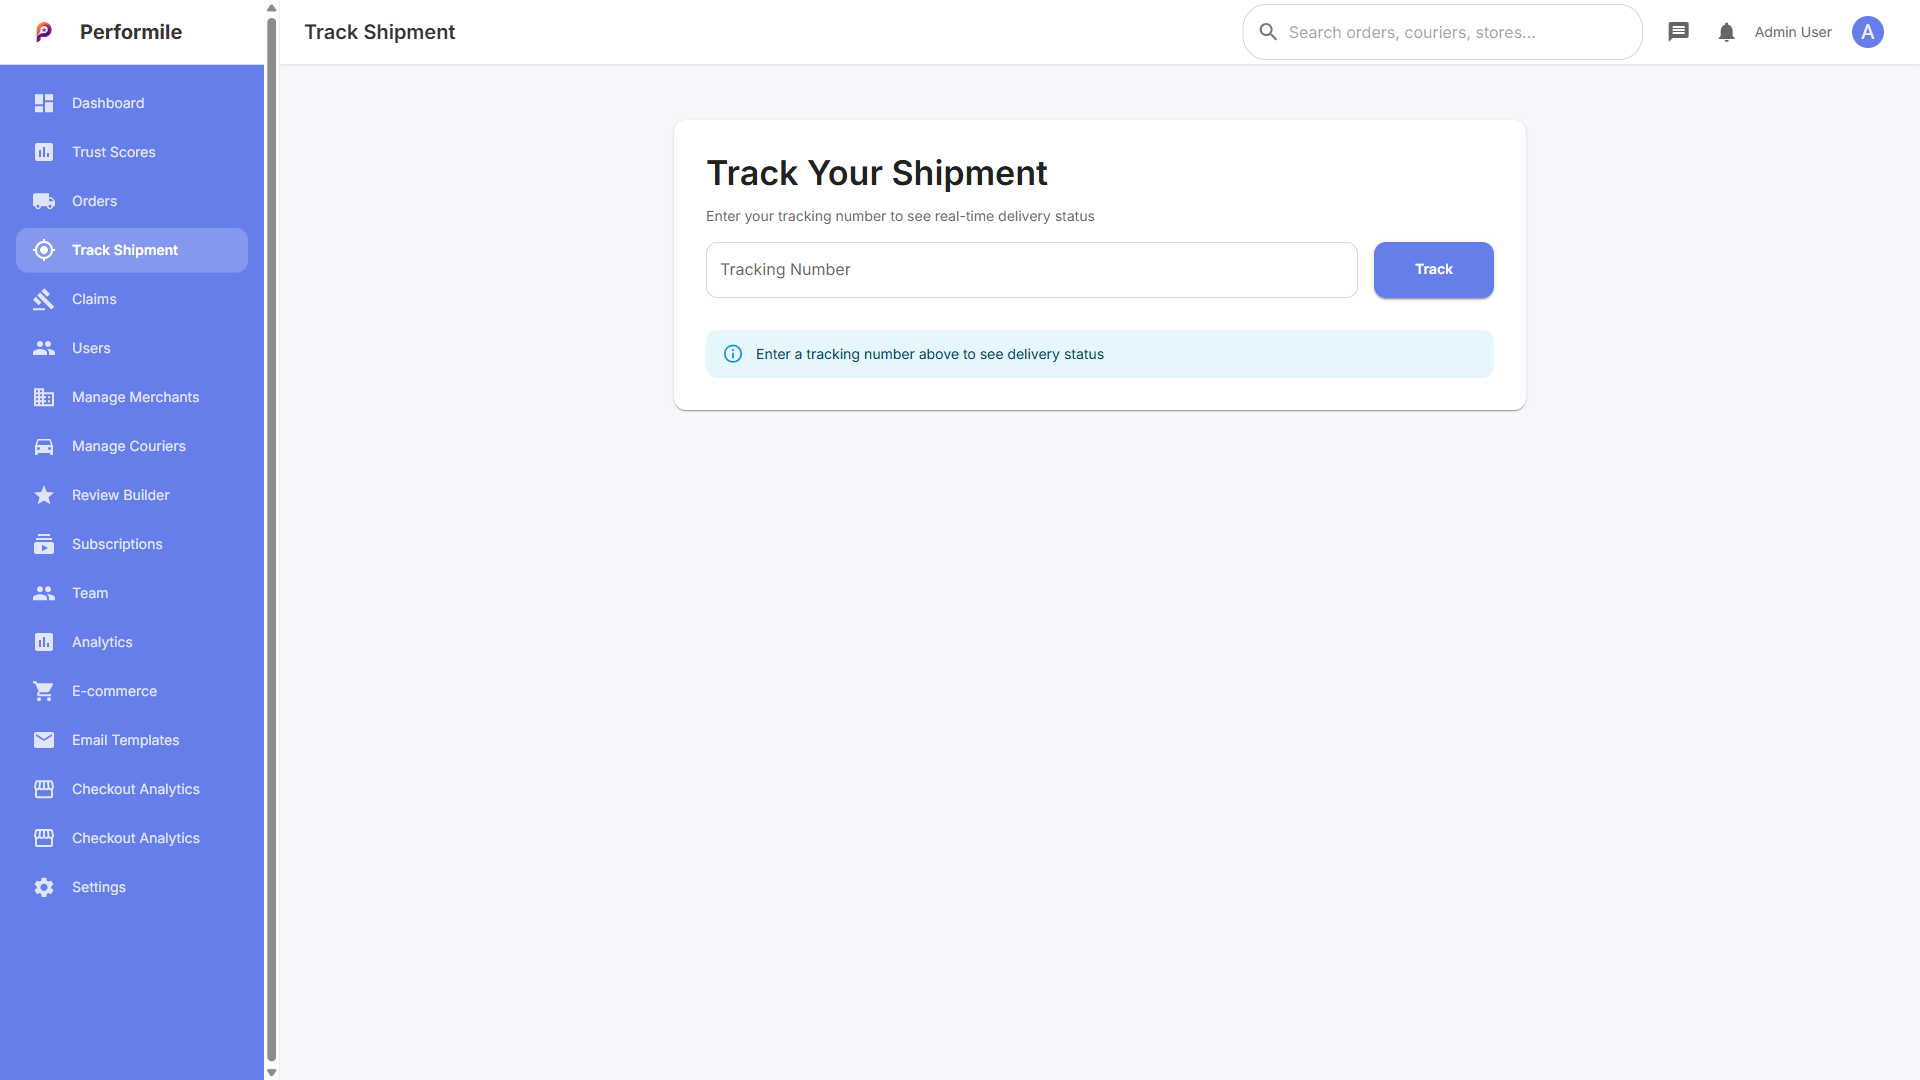 Performile
Track Shipment
Search orders, couriers, stores...
Admin User
A
Dashboard
Trust Scores
Orders
Track Shipment
Claims
Users
Manage Merchants
Manage Couriers
Review Builder
Subscriptions
Team
Analytics
E-commerce
Email Templates
Checkout Analytics
Checkout Analytics
Settings
Track Your Shipment
Enter your tracking number to see real-time delivery status
Tracking Number
Track
Enter a tracking number above to see delivery status